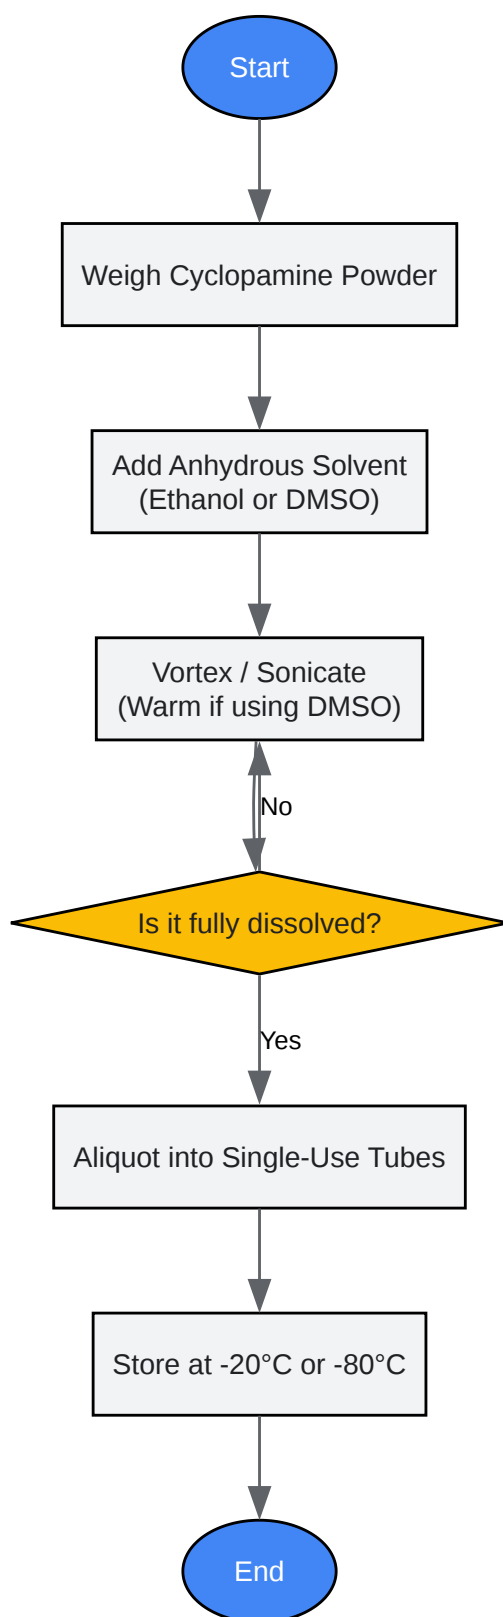 Start
Weigh Cyclopamine Powder
Add Anhydrous Solvent
(Ethanol or DMSO)
Vortex / Sonicate
(Warm if using DMSO)
No
Is it fully dissolved?
Yes
Aliquot into Single-Use Tubes
Store at -20°C or -80°C
End